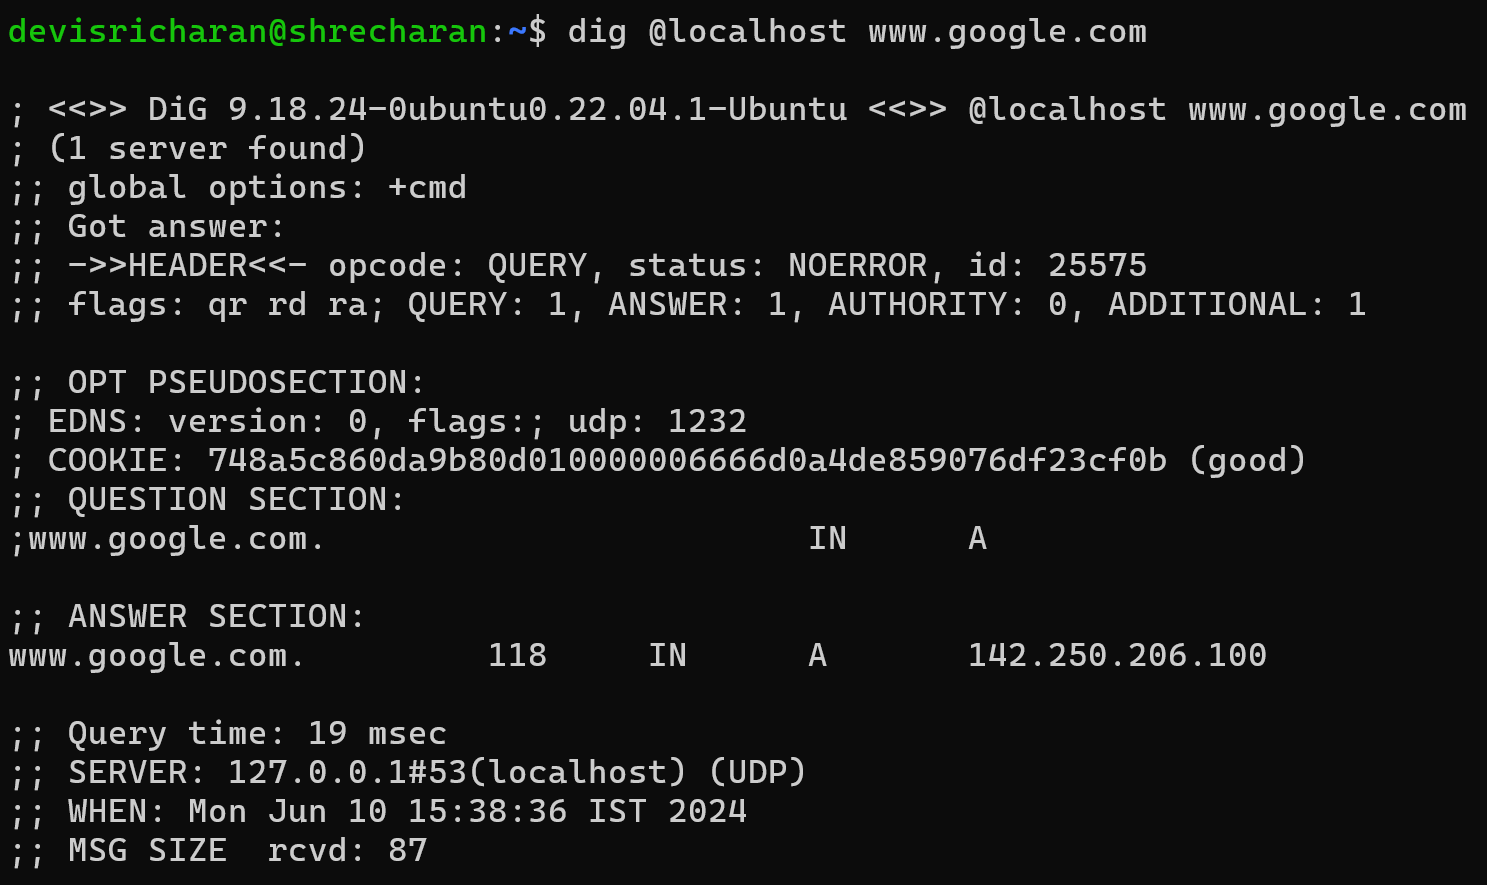 devisricharan@shrecharan:~$ dig @localhost www.google.com
; <<>> DiG 9.18.24-0ubuntu0.22.04.1-Ubuntu <<>> @localhost www.google.com
; (1 server found)
;; global options: +cmd
;; Got answer:
;; ->>HEADER<<- opcode: QUERY, status: NOERROR, id: 25575
;; flags: qr rd ra; QUERY: 1, ANSWER: 1, AUTHORITY: 0, ADDITIONAL: 1
;; OPT PSEUDOSECTION:
; EDNS: version: 0, flags:; udp: 1232
; COOKIE: 748a5c860da9b80d010000006666d0a4de859076df23cf0b (good)
;; QUESTION SECTION:
;www.google.com. IN A
;; ANSWER SECTION:
www.google.com. 118 IN A 142.250.206.100
;; Query time: 19 msec
;; SERVER: 127.0.0.1#53(localhost) (UDP)
;; WHEN: Mon Jun 10 15:38:36 IST 2024
;; MSG SIZE  rcvd: 87